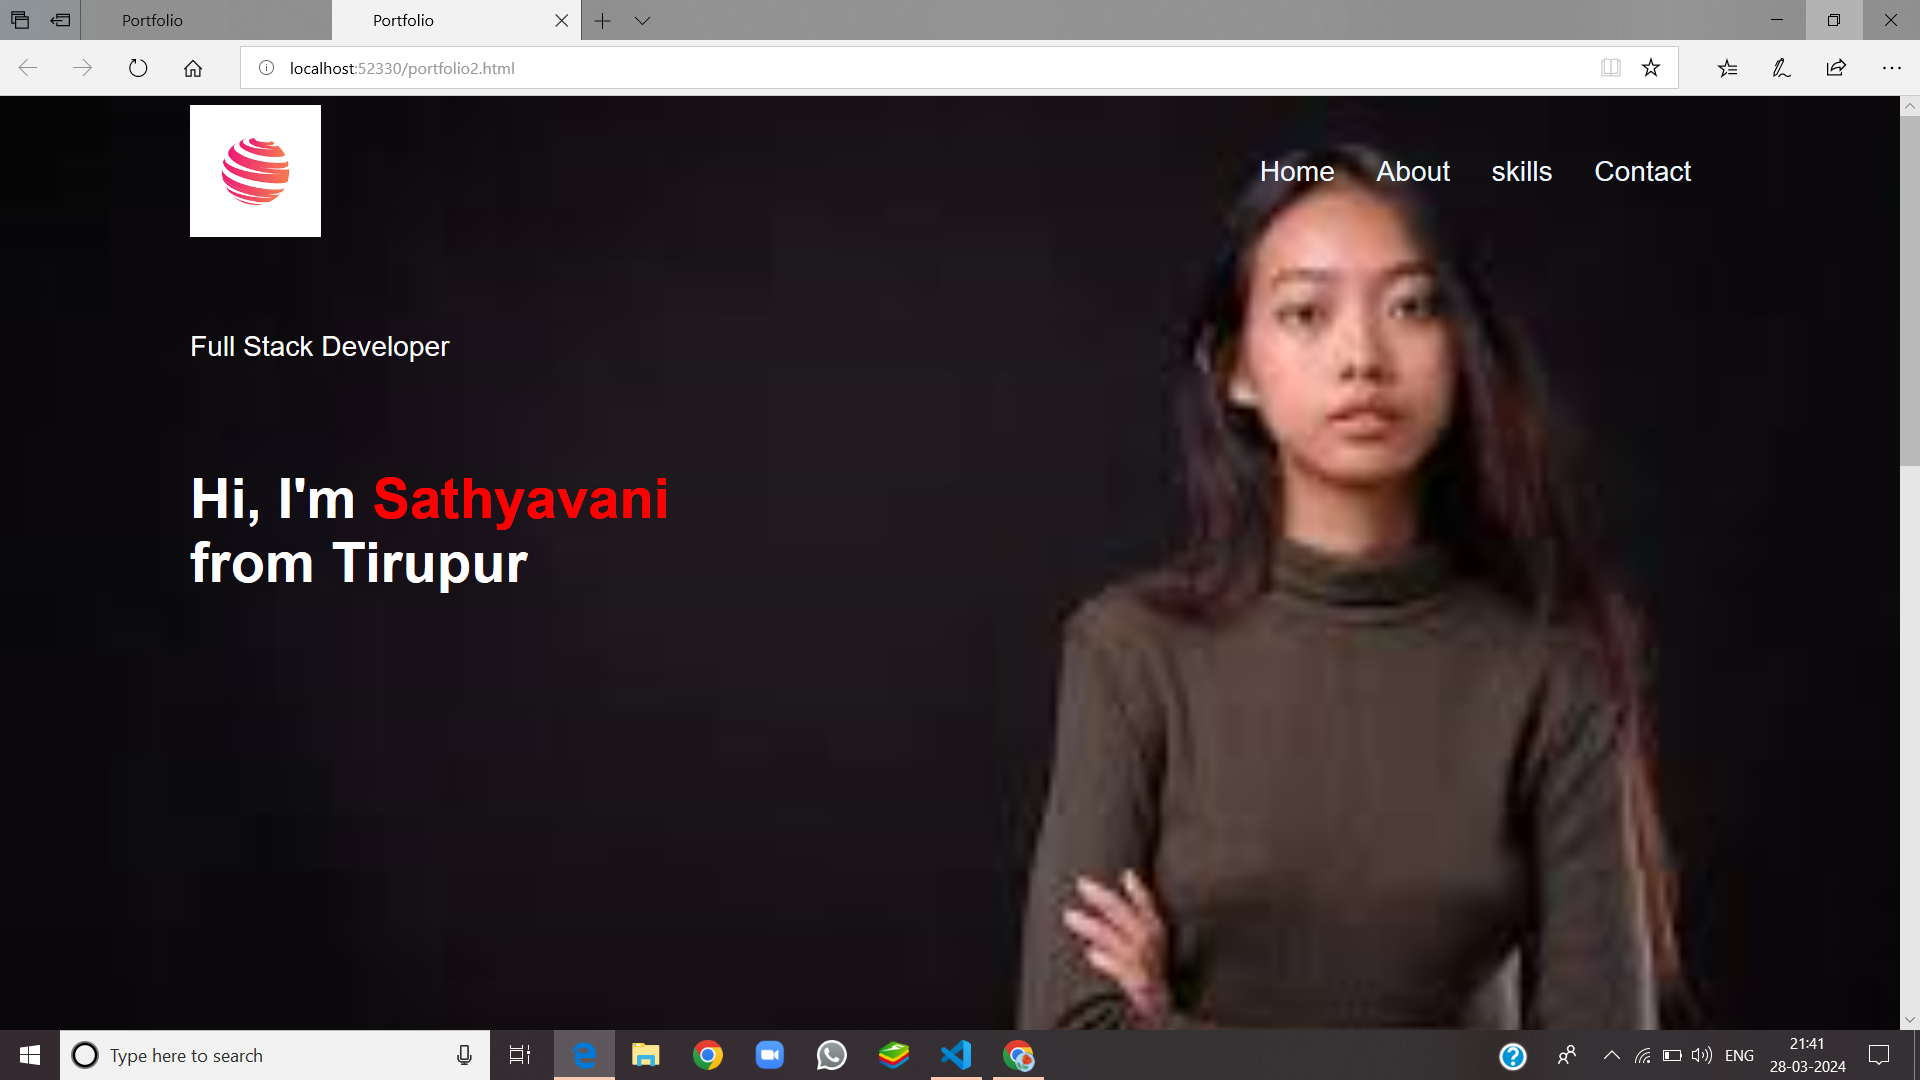 Portfolio
Portfolio
localhost:52330/portfolio2.html
Home About skills Contact
Full Stack Developer
Hi, I'm Sathyavani
from Tirupur
Type here to search
ENG
21:41
28-03-2024